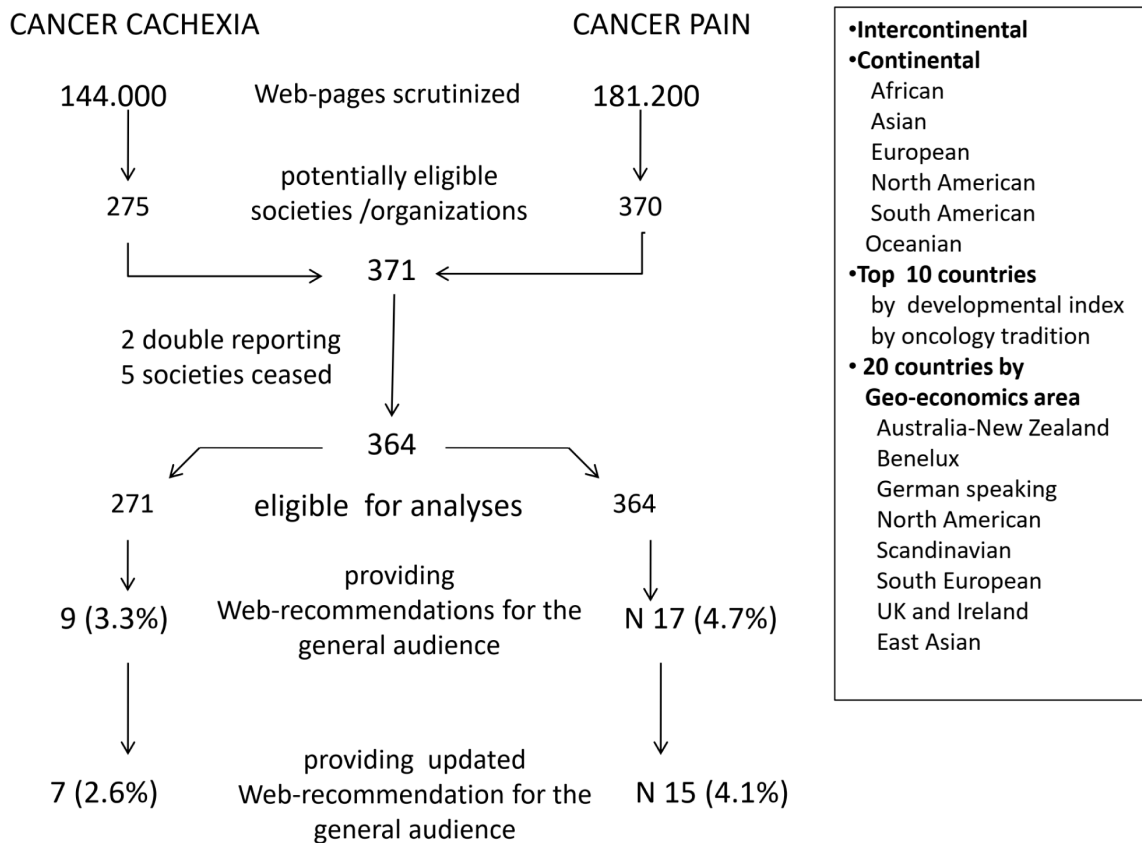 CANCER CACHEXIA
CANCER PAIN
144.000
Web-pages scrutinized
181.200
275
potentially eligible
societies /organizations
370
371
2 double reporting
5 societies ceased
364
271
eligible for analyses
364
9 (3.3%)
providing
Web-recommendations for the
general audience
N 17 (4.7%)
7 (2.6%)
providing updated
Web-recommendation for the
general audience
N 15 (4.1%)
•Intercontinental
•Continental
African
Asian
European
North American
South American
Oceanian
•Top 10 countries
by developmental index
by oncology tradition
• 20 countries by
Geo-economics area
Australia-New Zealand
Benelux
German speaking
North American
Scandinavian
South European
UK and Ireland
East Asian